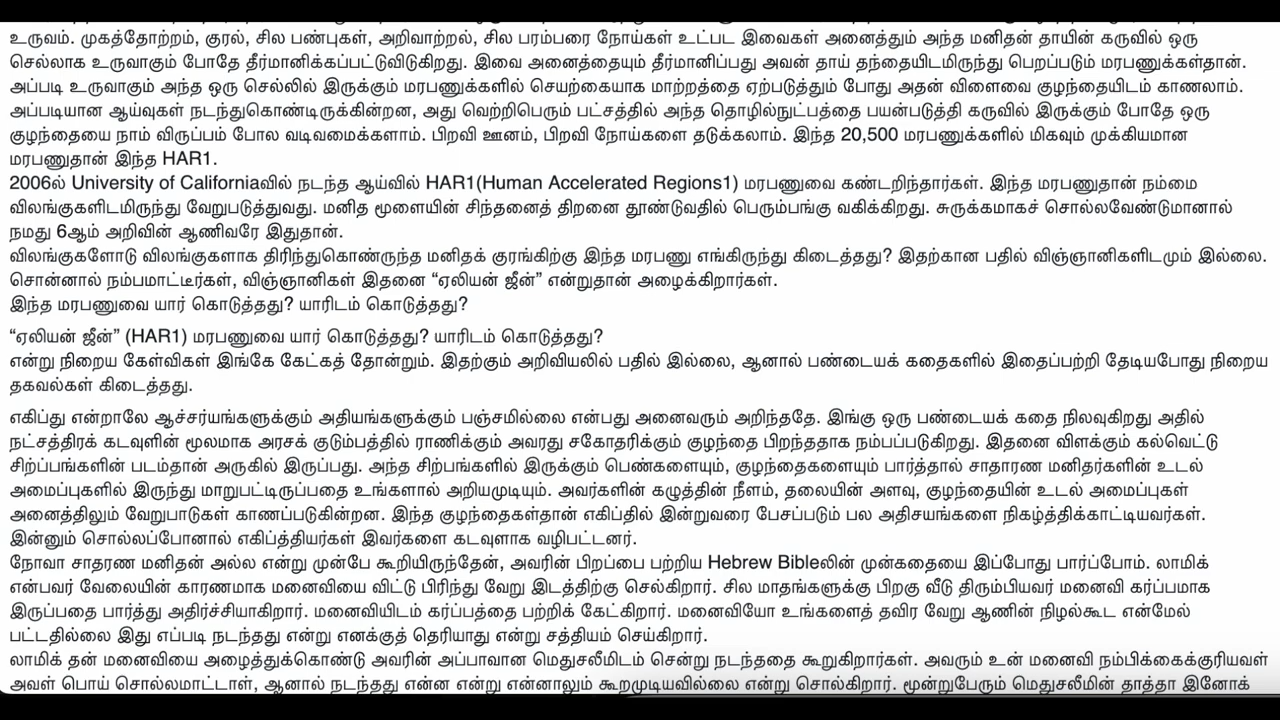 உருவம். முகத்தோற்றம், குரல், சில பண்புகள், அறிவாற்றல், சில பரம்பரை நோய்கள் உட்பட இவைகள் அனைத்தும் அந்த மனிதன் தாயின் கருவில் ஒரு
செல்லாக உருவாகும் போதே தீர்மானிக்கப்பட்டுவிடுகிறது. இவை அனைத்தையும் தீர்மானிப்பது அவன் தாய் தந்தையிடமிருந்து பெறப்படும் மரபணுக்கள்தான்.
அப்படி உருவாகும் அந்த ஒரு செல்லில் இருக்கும் மரபணுக்களில் செயற்கையாக மாற்றத்தை ஏற்படுத்தும் போது அதன் விளைவை குழந்தையிடம் காணலாம்.
அப்படியான ஆய்வுகள் நடந்துகொண்டிருக்கின்றன, அது வெற்றிபெரும் பட்சத்தில் அந்த தொழில்நுட்பத்தை பயன்படுத்தி கருவில் இருக்கும் போதே ஒரு
குழந்தையை நாம் விருப்பம் போல வடிவமைக்களாம். பிறவி ஊனம், பிறவி நோய்களை தடுக்கலாம். இந்த 20,500 மரபணுக்களில் மிகவும் முக்கியமான
மரபணுதான் இந்த HAR1.
2006ல் University of Californiaவில் நடந்த ஆய்வில் HAR1(Human Accelerated Regions1) மரபணுவை கண்டறிந்தார்கள். இந்த மரபணுதான் நம்மை
விலங்குகளிடமிருந்து வேறுபடுத்துவது. மனித மூளையின் சிந்தனைத் திறனை தூண்டுவதில் பெரும்பங்கு வகிக்கிறது. சுருக்கமாகச் சொல்லவேண்டுமானால்
நமது 6ஆம் அறிவின் ஆணிவரே இதுதான்.
விலங்குகளோடு விலங்குகளாக திரிந்துகொண்ருந்த மனிதக் குரங்கிற்கு இந்த மரபணு எங்கிருந்து கிடைத்தது? இதற்கான பதில் விஞ்ஞானிகளிடமும் இல்லை.
சொன்னால் நம்பமாட்டீர்கள், விஞ்ஞானிகள் இதனை “ஏலியன் ஜீன்” என்றுதான் அழைக்கிறார்கள்.
இந்த மரபணுவை யார் கொடுத்தது? யாரிடம் கொடுத்தது?
“ஏலியன் ஜீன்” (HAR1) மரபணுவை யார் கொடுத்தது? யாரிடம் கொடுத்தது?
என்று நிறைய கேள்விகள் இங்கே கேட்கத் தோன்றும். இதற்கும் அறிவியலில் பதில் இல்லை, ஆனால் பண்டையக் கதைகளில் இதைப்பற்றி தேடியபோது நிறைய
தகவல்கள் கிடைத்தது.
எகிப்து என்றாலே ஆச்சர்யங்களுக்கும் அதியங்களுக்கும் பஞ்சமில்லை என்பது அனைவரும் அறிந்ததே. இங்கு ஒரு பண்டையக் கதை நிலவுகிறது அதில்
நட்சத்திரக் கடவுளின் மூலமாக அரசக் குடும்பத்தில் ராணிக்கும் அவரது சகோதரிக்கும் குழந்தை பிறந்ததாக நம்பப்படுகிறது. இதனை விளக்கும் கல்வெட்டு
சிற்ப்பங்களின் படம்தான் அருகில் இருப்பது. அந்த சிற்பங்களில் இருக்கும் பெண்களையும், குழந்தைகளையும் பார்த்தால் சாதாரண மனிதர்களின் உடல்
அமைப்புகளில் இருந்து மாறுபட்டிருப்பதை உங்களால் அறியமுடியும். அவர்களின் கழுத்தின் நீளம், தலையின் அளவு, குழந்தையின் உடல் அமைப்புகள்
அனைத்திலும் வேறுபாடுகள் காணப்படுகின்றன. இந்த குழந்தைகள்தான் எகிப்தில் இன்றுவரை பேசப்படும் பல அதிசயங்களை நிகழ்த்திக்காட்டியவர்கள்.
இன்னும் சொல்லப்போனால் எகிப்த்தியர்கள் இவர்களை கடவுளாக வழிபட்டனர்.
நோவா சாதரண மனிதன் அல்ல என்று முன்பே கூறியிருந்தேன், அவரின் பிறப்பை பற்றிய Hebrew Bibleலின் முன்கதையை இப்போது பார்ப்போம். லாமிக்
என்பவர் வேலையின் காரணமாக மனைவியை விட்டு பிரிந்து வேறு இடத்திற்கு செல்கிறார். சில மாதங்களுக்கு பிறகு வீடு திரும்பியவர் மனைவி கர்ப்பமாக
இருப்பதை பார்த்து அதிர்ச்சியாகிறார். மனைவியிடம் கர்ப்பத்தை பற்றிக் கேட்கிறார். மனைவியோ உங்களைத் தவிர வேறு ஆணின் நிழல்கூட என்மேல்
பட்டதில்லை இது எப்படி நடந்தது என்று எனக்குத் தெரியாது என்று சத்தியம் செய்கிறார்.
லாமிக் தன் மனைவியை அழைத்துக்கொண்டு அவரின் அப்பாவான மெதுசலீமிடம் சென்று நடந்ததை கூறுகிறார்கள். அவரும் உன் மனைவி நம்பிக்கைக்குரியவள்
அவள் பொய் சொல்லமாட்டாள், ஆனால் நடந்தது என்ன என்று என்னாலும் கூறமுடியவில்லை என்று சொல்கிறார். மூன்றுபேரும் மெதுசலீமின் தாத்தா இனோக்